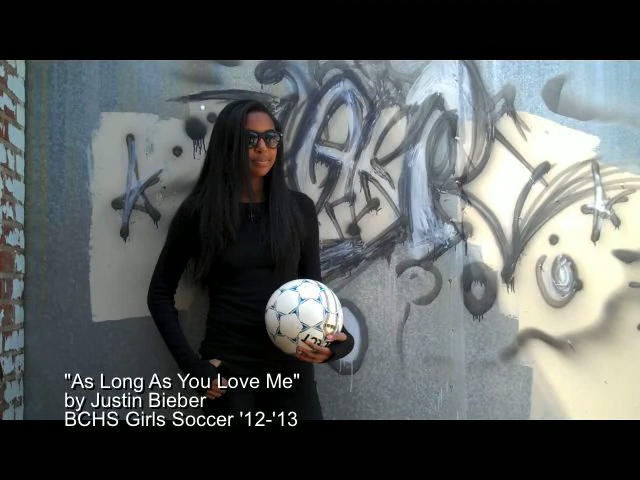 "As Long As You Love Me"
by Justin Bieber
BCHS Girls Soccer '12-'13